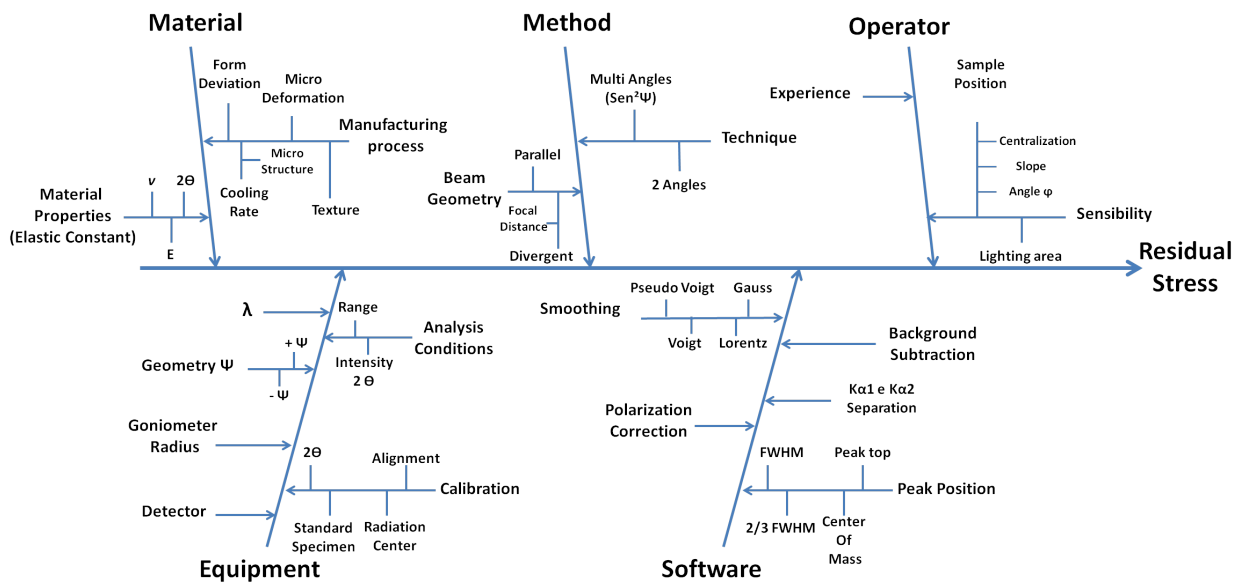 Material
Method
Operator
Form
Deviation
Micro
Deformation
Manufacturing
process
Micro
Structure
Cooling
Rate
Texture
Material
Properties
(Elastic Constant)
ν
2Θ
E
Multi Angles
(Sen²Ψ)
Technique
2 Angles
Beam
Geometry
Parallel
Focal
Distance
Divergent
Experience
Sample
Position
Centralization
Slope
Angle φ
Sensibility
Lighting area
Residual
Stress
λ
Range
Analysis
Conditions
Intensity
2 Θ
Geometry Ψ
+ Ψ
- Ψ
Goniometer
Radius
2Θ
Alignment
Calibration
Standard
Specimen
Radiation
Center
Detector
Equipment
Smoothing
Pseudo Voigt
Gauss
Voigt
Lorentz
Background
Subtraction
Kα1 e Kα2
Separation
Polarization
Correction
FWHM
Peak top
Peak Position
2/3 FWHM
Center
Of
Mass
Software